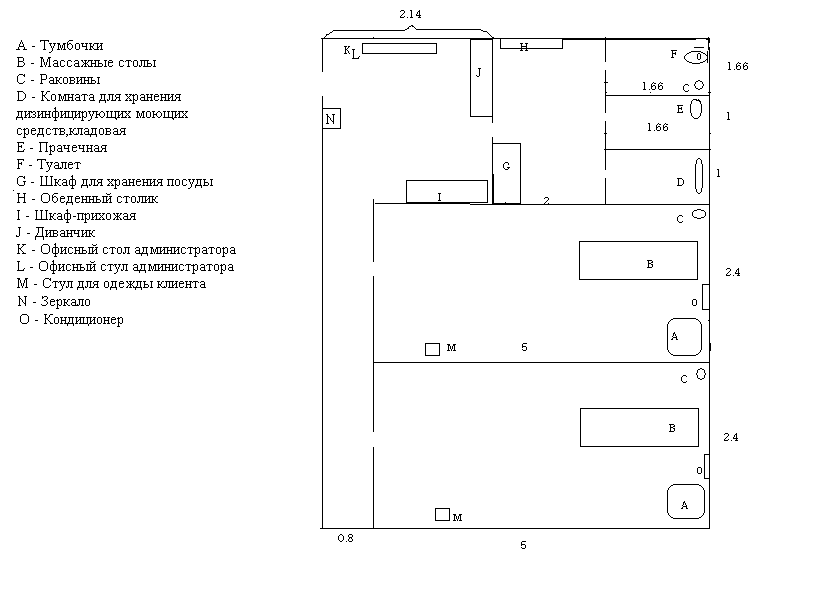 А - Тумбочки
В - Массажные столы
С - Раковины
D - Комната для хранения
дизинфицирующих моющих
средств,кладовая
Е - Прачечная
F - Туалет
G - Шкаф для хранения посуды
H - Обеденный столик
I - Шкаф-прихожая
J - Диванчик
K - Офисный стол администратора
L - Офисный стул администратора
M - Стул для одежды клиента
N - Зеркало
O - Кондиционер
2.14
K
L
J
H
F
O
1.66
1.66
C
N
E
1
1.66
G
D
1
I
2
C
B
2.4
o
A
M
5
C
B
2.4
o
A
M
0.8
5